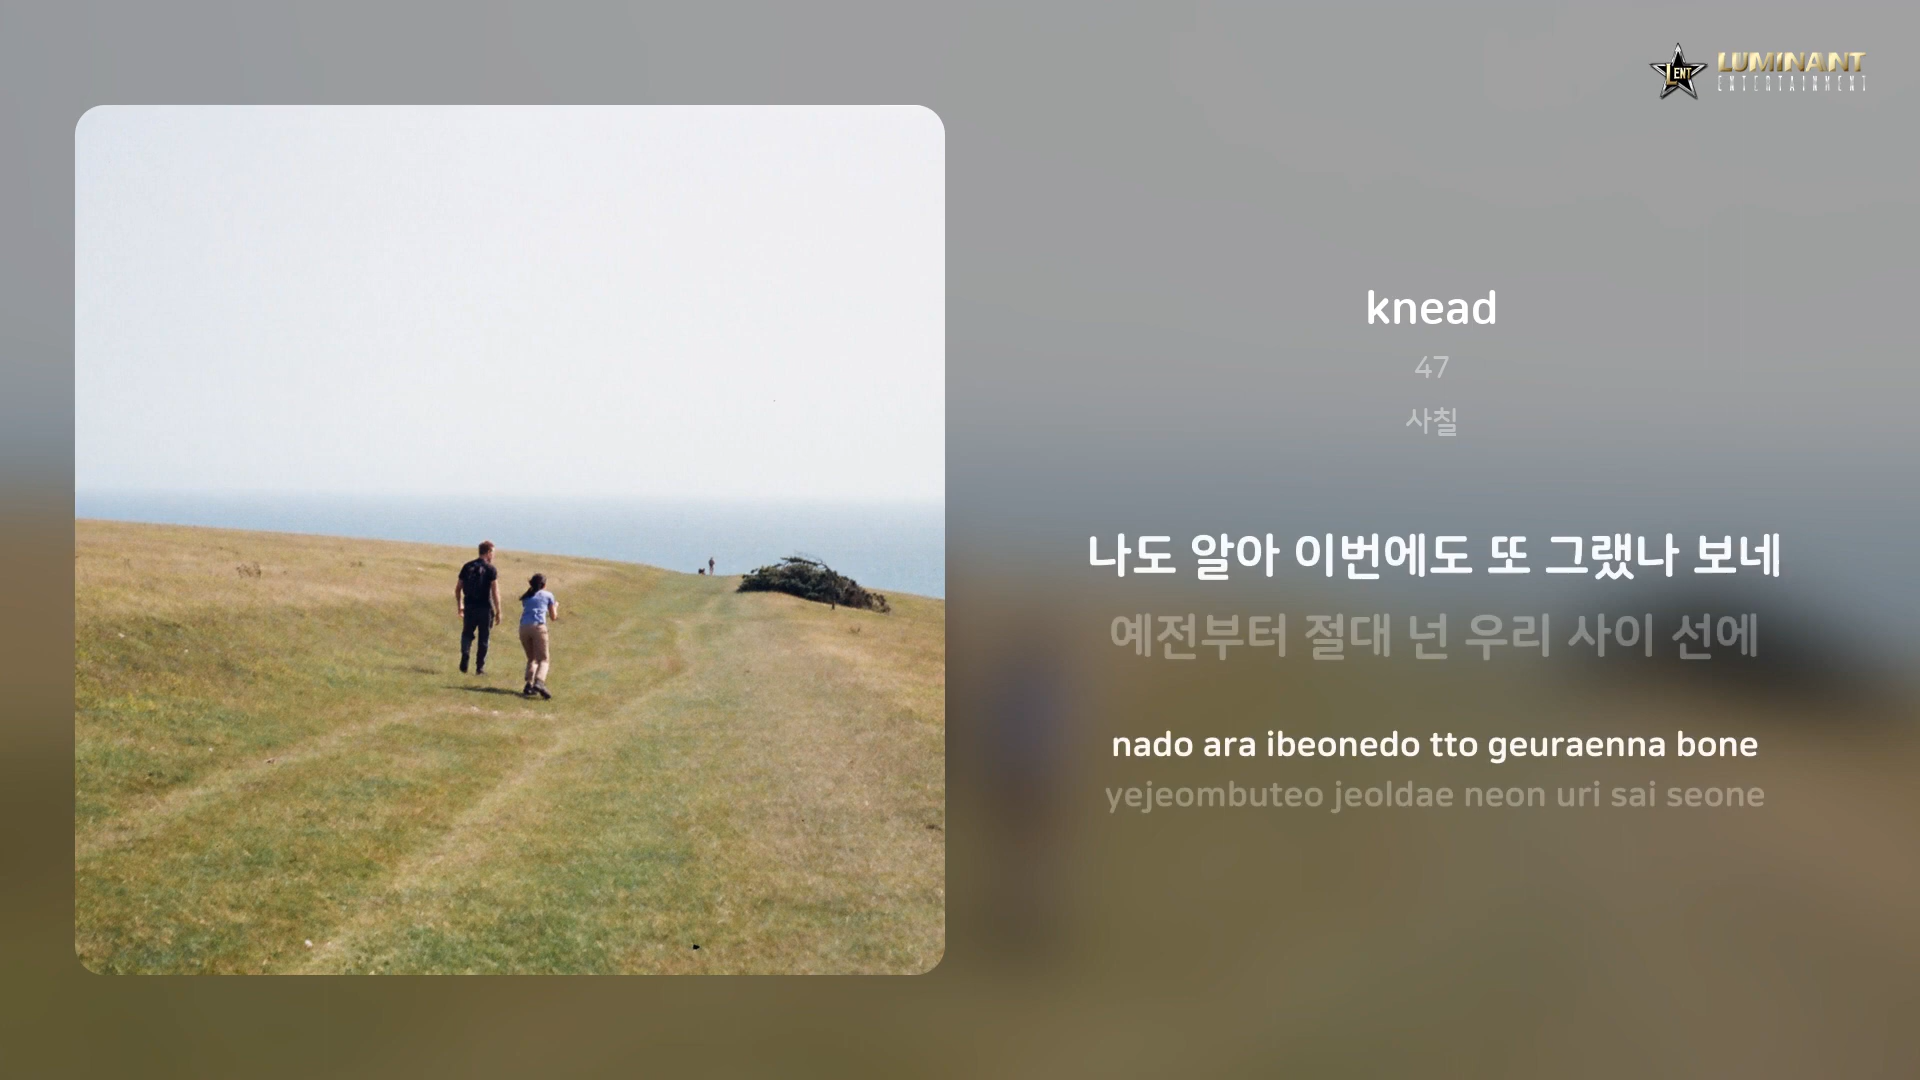 LENT LUMINANT
ENTERTAINMENT
knead
47
사칠
나도 알아 이번에도 또 그랬나 보네
예전부터 절대 넌 우리 사이 선에
nado ara ibeonedo tto geuraenna bone
yejeombuteo jeoldae neon uri sai seone